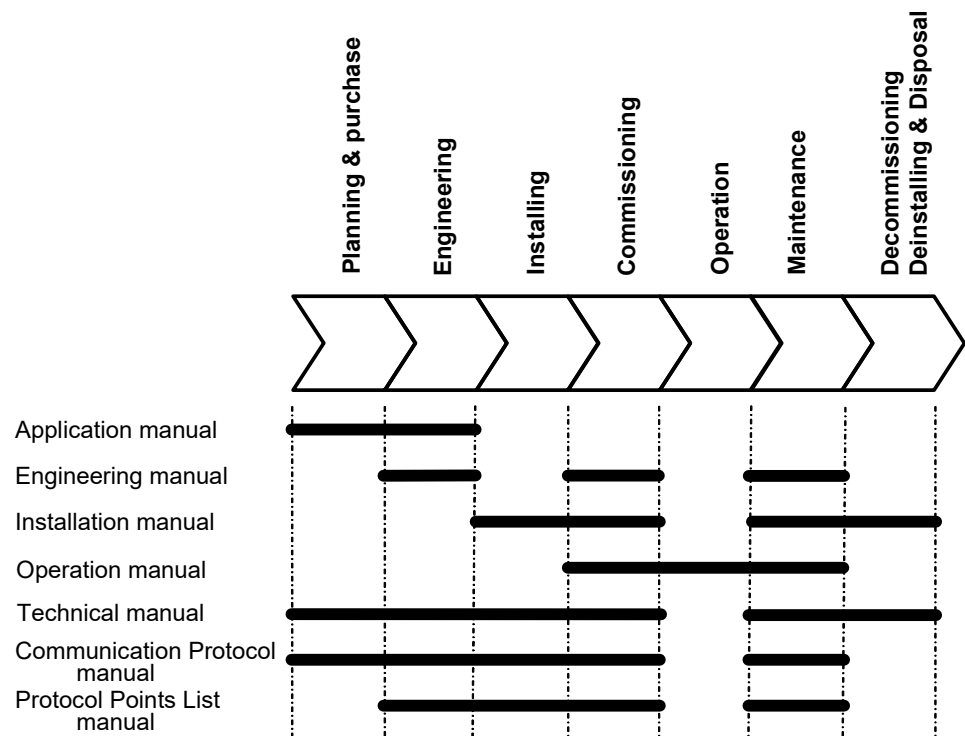 Planning & purchase
Engineering
Installing
Commissioning
Operation
Maintenance
Decommissioning
Deinstalling & Disposal
Application manual
Engineering manual
Installation manual
Operation manual
Technical manual
Communication Protocol
manual
Protocol Points List
manual